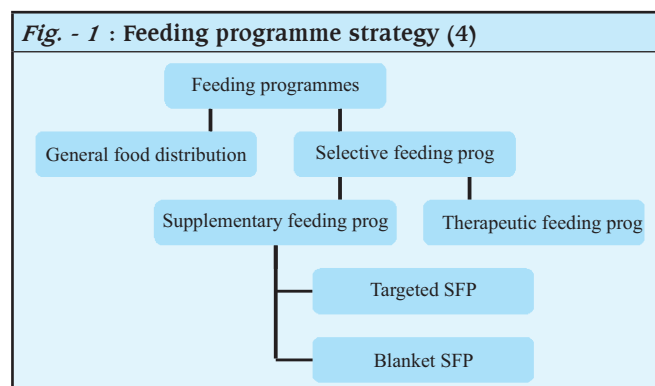 Fig. - 1 : Feeding programme strategy (4)
Feeding programmes
General food distribution
Selective feeding prog
Supplementary feeding prog
Therapeutic feeding prog
Targeted SFP
Blanket SFP